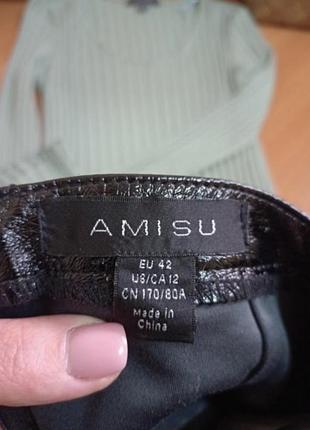 AMISU
EU 42
US/CA 12
CN 170/80A
Made in
China